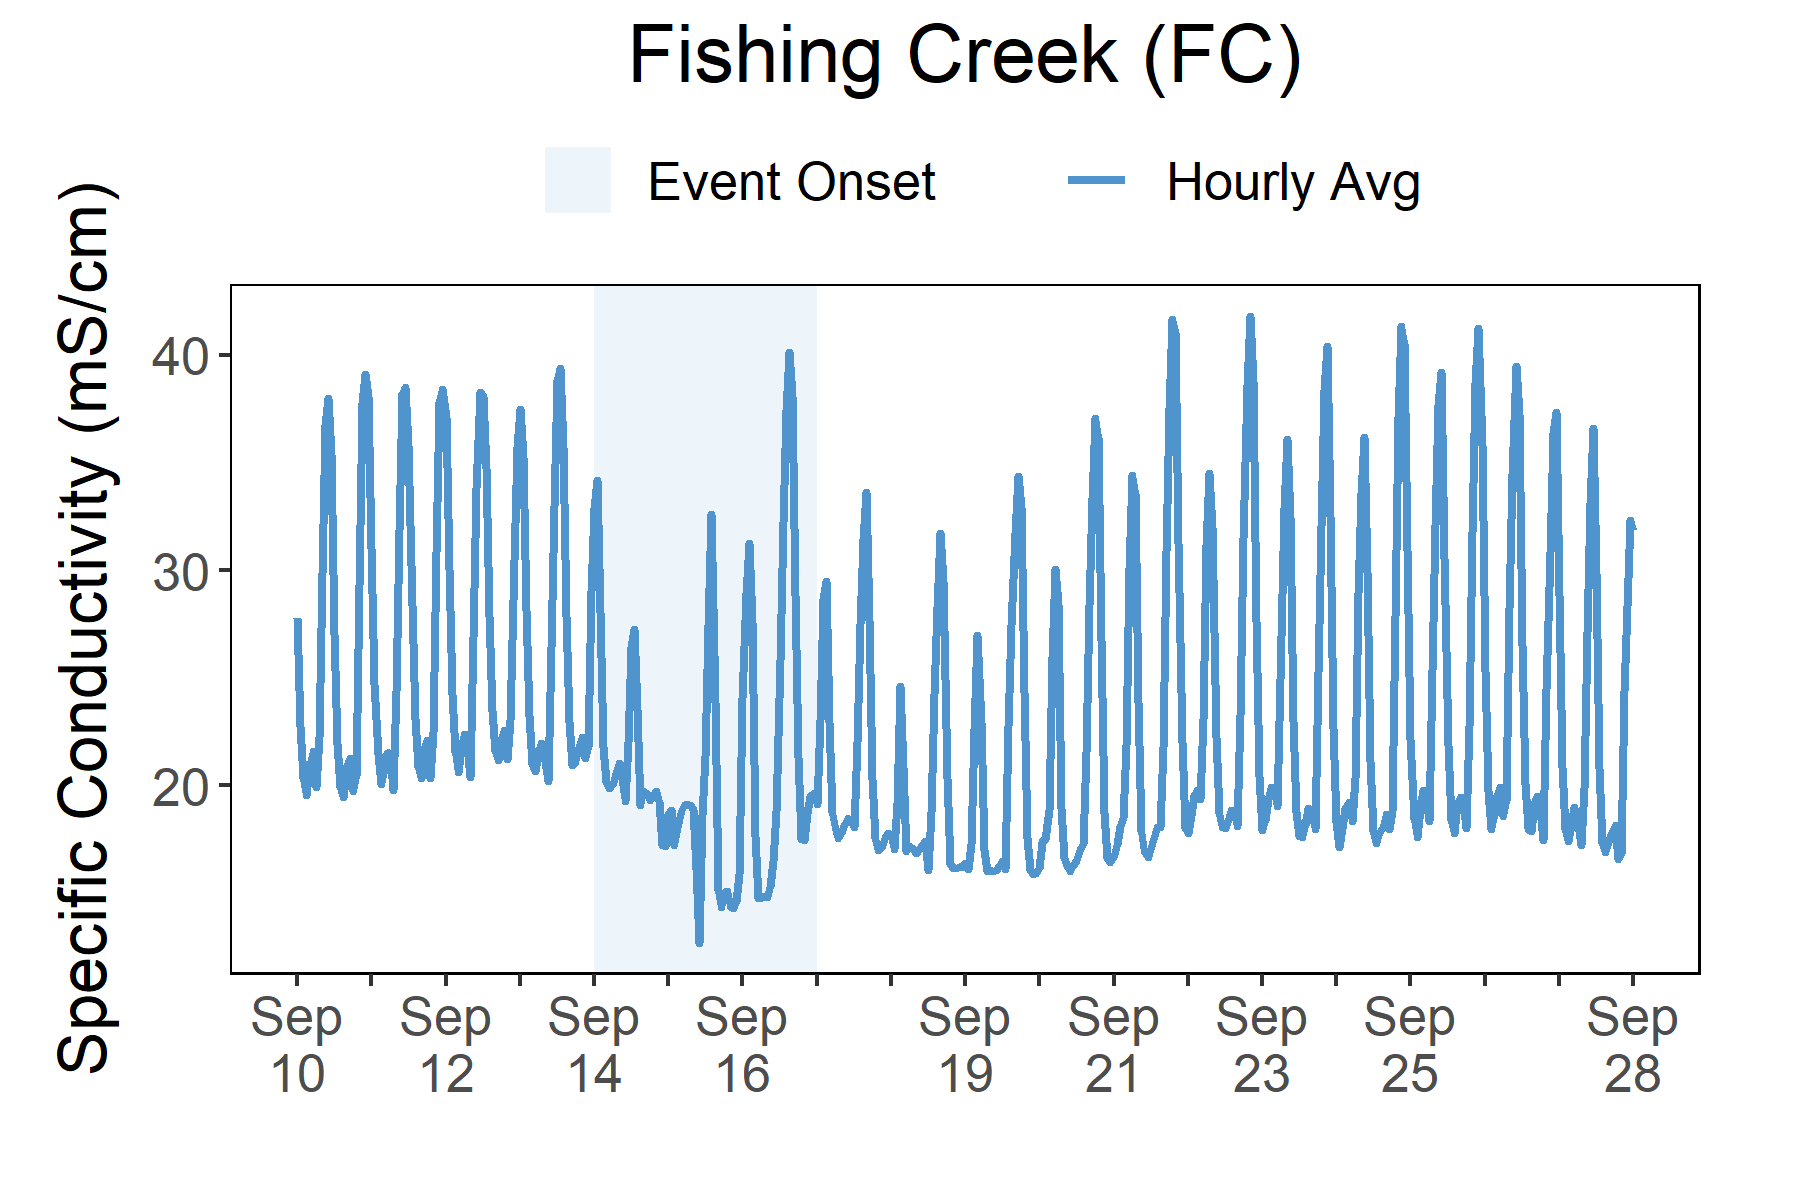 Fishing Creek (FC)
Event Onset
Hourly Avg
Specific Conductivity (mS/cm)
40
30
20
Sep 10
Sep 12
Sep 14
Sep 16
Sep 19
Sep 21
Sep 23
Sep 25
Sep 28